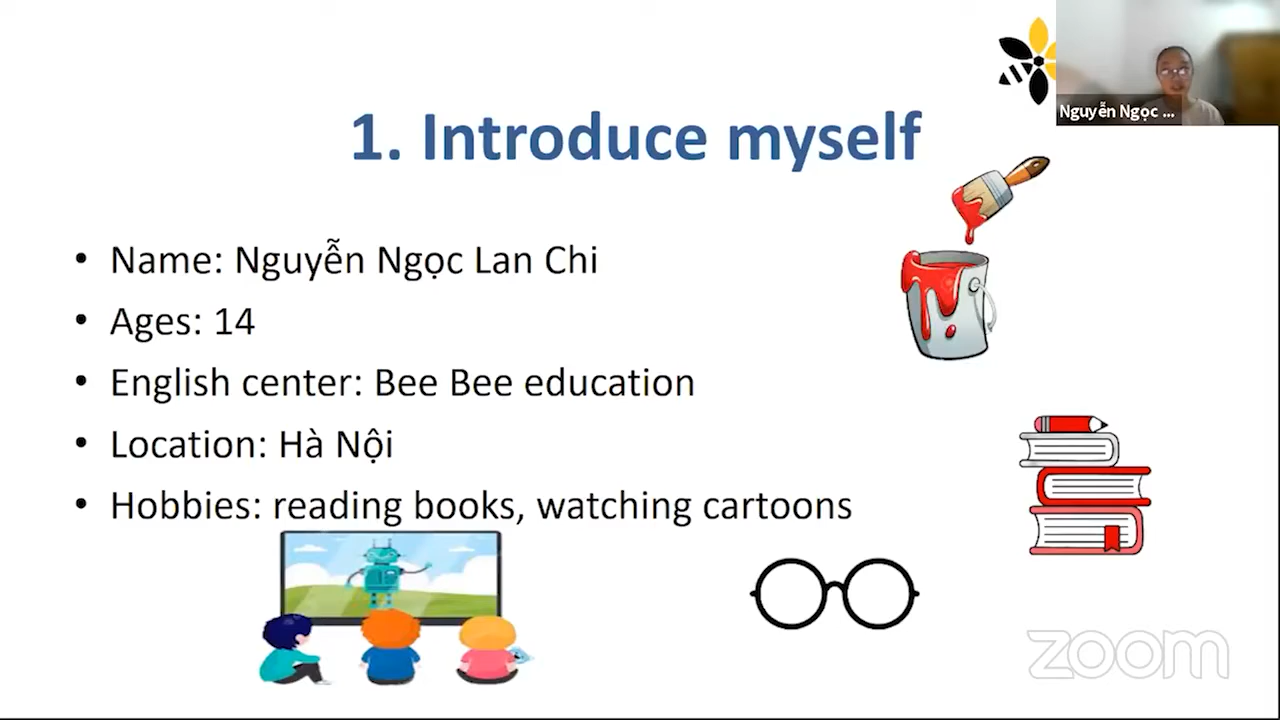 Nguyễn Ngọc ...
1. Introduce myself
• Name: Nguyễn Ngọc Lan Chi
• Ages: 14
• English center: Bee Bee education
• Location: Hà Nội
• Hobbies: reading books, watching cartoons
zoom